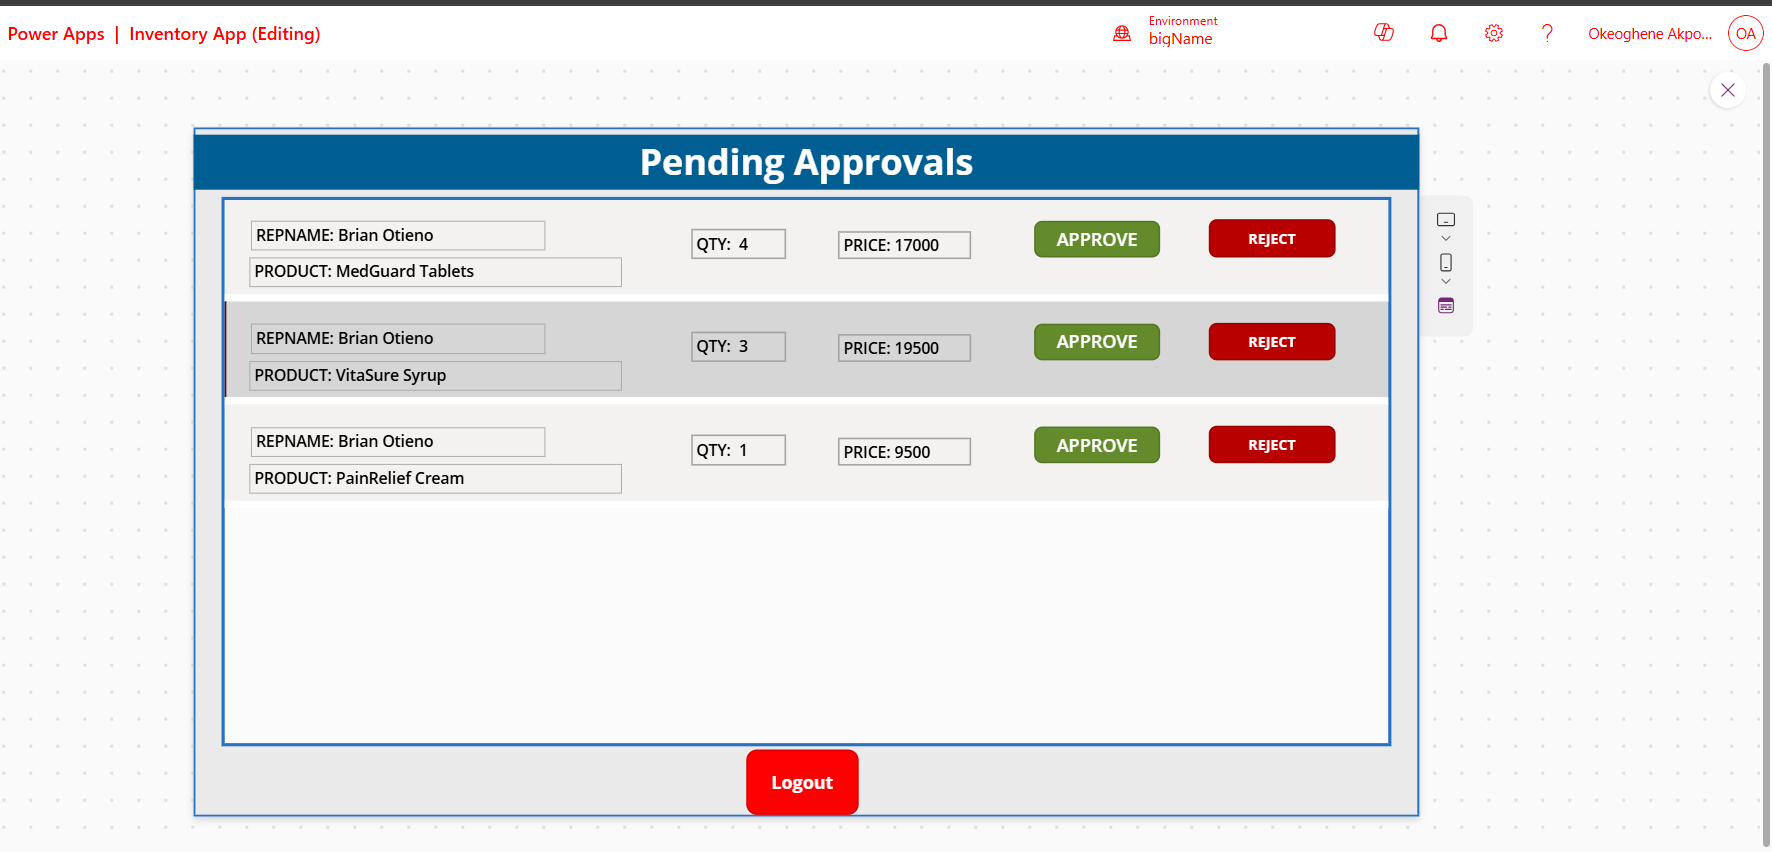 Power Apps | Inventory App (Editing)
Environment
bigName
Okeoghene Akpo...
OA
Pending Approvals
REPNAME: Brian Otieno
PRODUCT: MedGuard Tablets
QTY: 4
PRICE: 17000
APPROVE
REJECT
REPNAME: Brian Otieno
PRODUCT: VitaSure Syrup
QTY: 3
PRICE: 19500
APPROVE
REJECT
REPNAME: Brian Otieno
PRODUCT: PainRelief Cream
QTY: 1
PRICE: 9500
APPROVE
REJECT
Logout